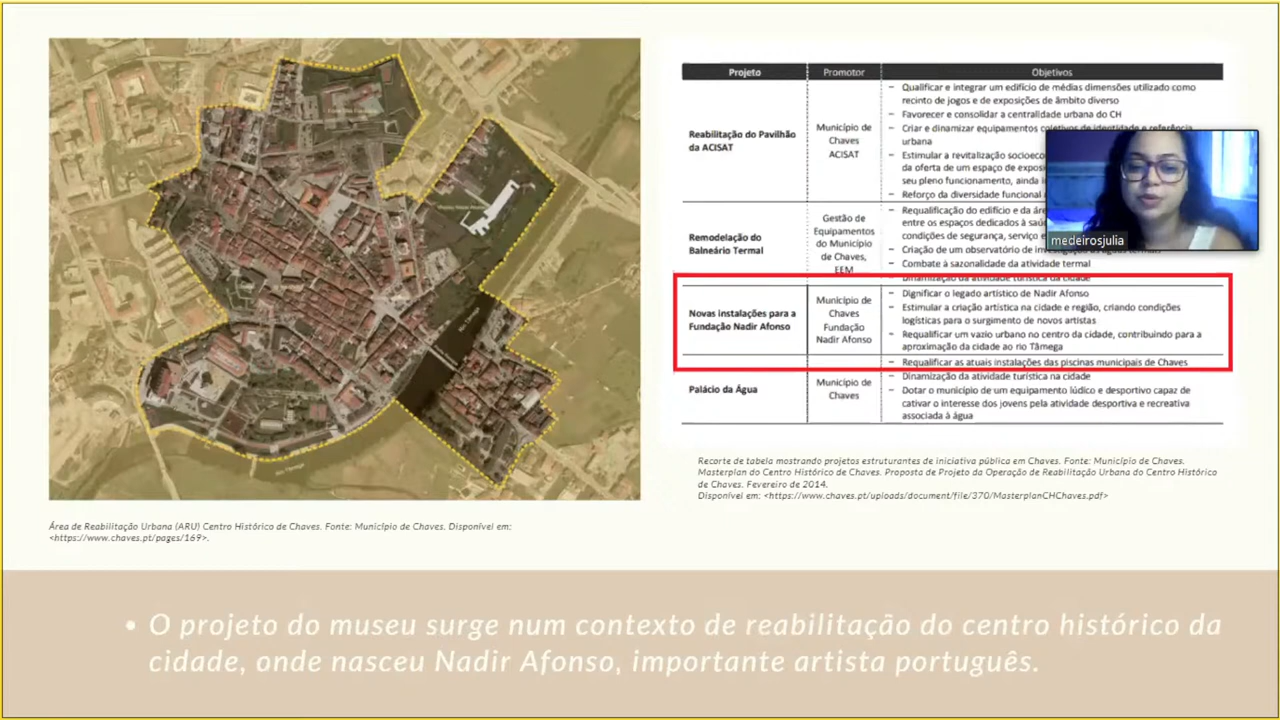 Projeto
Promotor
Objetivos
Reabilitação do Pavilhão
da ACISAT
Município de
Chaves
ACISAT
− Qualificar e integrar um edifício de médias dimensões utilizado como
recinto de jogos e de exposições de âmbito diverso
− Favorecer e consolidar a centralidade urbana do CH
− Criar e dinamizar equipamentos coletivos de identidade e referência
urbana
− Estimular a revitalização
da oferta de um espaço de
seu pleno funcionamento, ainda
− Reforço da diversidade funcional
Remodelação do
Balneário Termal
Gestão de
Equipamentos
do Município
de Chaves,
EEM
− Requalificação do edifício e da
entre os espaços dedicados à
condições de segurança, serviço e
− Criação de um observatório de
− Combate à sazonalidade da atividade termal
− Dinamização da atividade turística da cidade
Novas instalações para a
Fundação Nadir Afonso
Município de
Chaves
Fundação
Nadir Afonso
− Dignificar o legado artístico de Nadir Afonso
− Estimular a criação artística na cidade e região, criando condições
logísticas para o surgimento de novos artistas
− Requalificar um vazio urbano no centro da cidade, contribuindo para a
aproximação da cidade ao rio Tâmega
Palácio da Água
Município de
Chaves
− Requalificar as atuais instalações das piscinas municipais de Chaves
− Dinamização da atividade turística na cidade
− Dotar o município de um equipamento lúdico e desportivo capaz de
cativar o interesse dos jovens pela atividade desportiva e recreativa
associada à água
medeirosjulia
Recorte de tabela mostrando projetos estruturantes de iniciativa pública em Chaves. Fonte: Município de Chaves.
Masterplan do Centro Histórico de Chaves. Proposta de Projeto da Operação de Reabilitação Urbana do Centro Histórico
de Chaves. Fevereiro de 2014.
Disponível em: <https://www.chaves.pt/uploads/document/file/370/MasterplanCHChaves.pdf>
Rio Tâmega
Área de Reabilitação Urbana (ARU) Centro Histórico de Chaves. Fonte: Município de Chaves. Disponível em:
<https://www.chaves.pt/pages/169>.
• O projeto do museu surge num contexto de reabilitação do centro histórico da
cidade, onde nasceu Nadir Afonso, importante artista português.